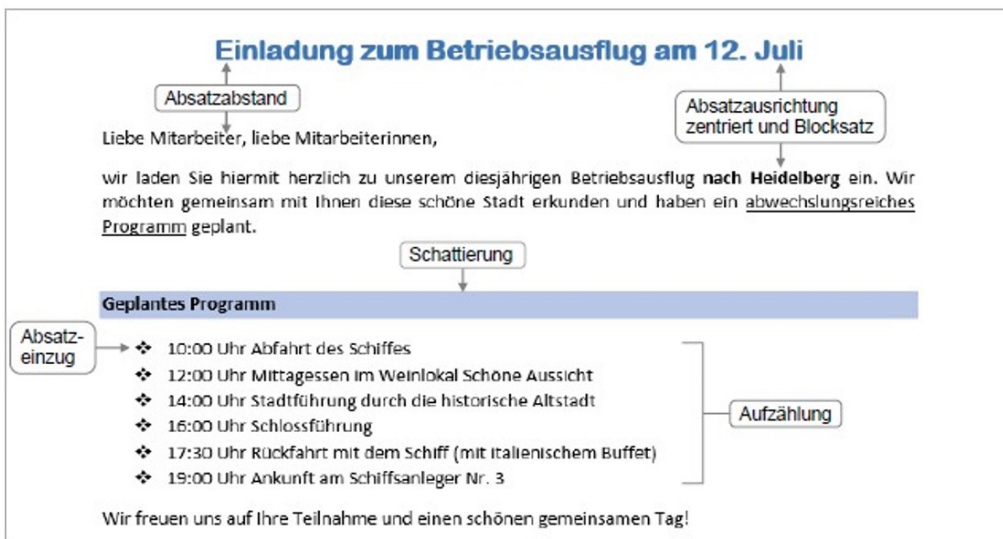 Einladung zum Betriebsausflug am 12. Juli
Absatzabstand
Absatzausrichtung
zentriert und Blocksatz
Liebe Mitarbeiter, liebe Mitarbeiterinnen,
wir laden Sie hiermit herzlich zu unserem diesjährigen Betriebsausflug nach Heidelberg ein. Wir
möchten gemeinsam mit Ihnen diese schöne Stadt erkunden und haben ein abwechslungsreiches
Programm geplant.
Schattierung
Geplantes Programm
Absatz-
einzug
❖ 10:00 Uhr Abfahrt des Schiffes
❖ 12:00 Uhr Mittagessen im Weinlokal Schöne Aussicht
❖ 14:00 Uhr Stadtführung durch die historische Altstadt
❖ 16:00 Uhr Schlossführung
❖ 17:30 Uhr Rückfahrt mit dem Schiff (mit italienischem Buffet)
❖ 19:00 Uhr Ankunft am Schiffsanleger Nr. 3
Aufzählung
Wir freuen uns auf Ihre Teilnahme und einen schönen gemeinsamen Tag!